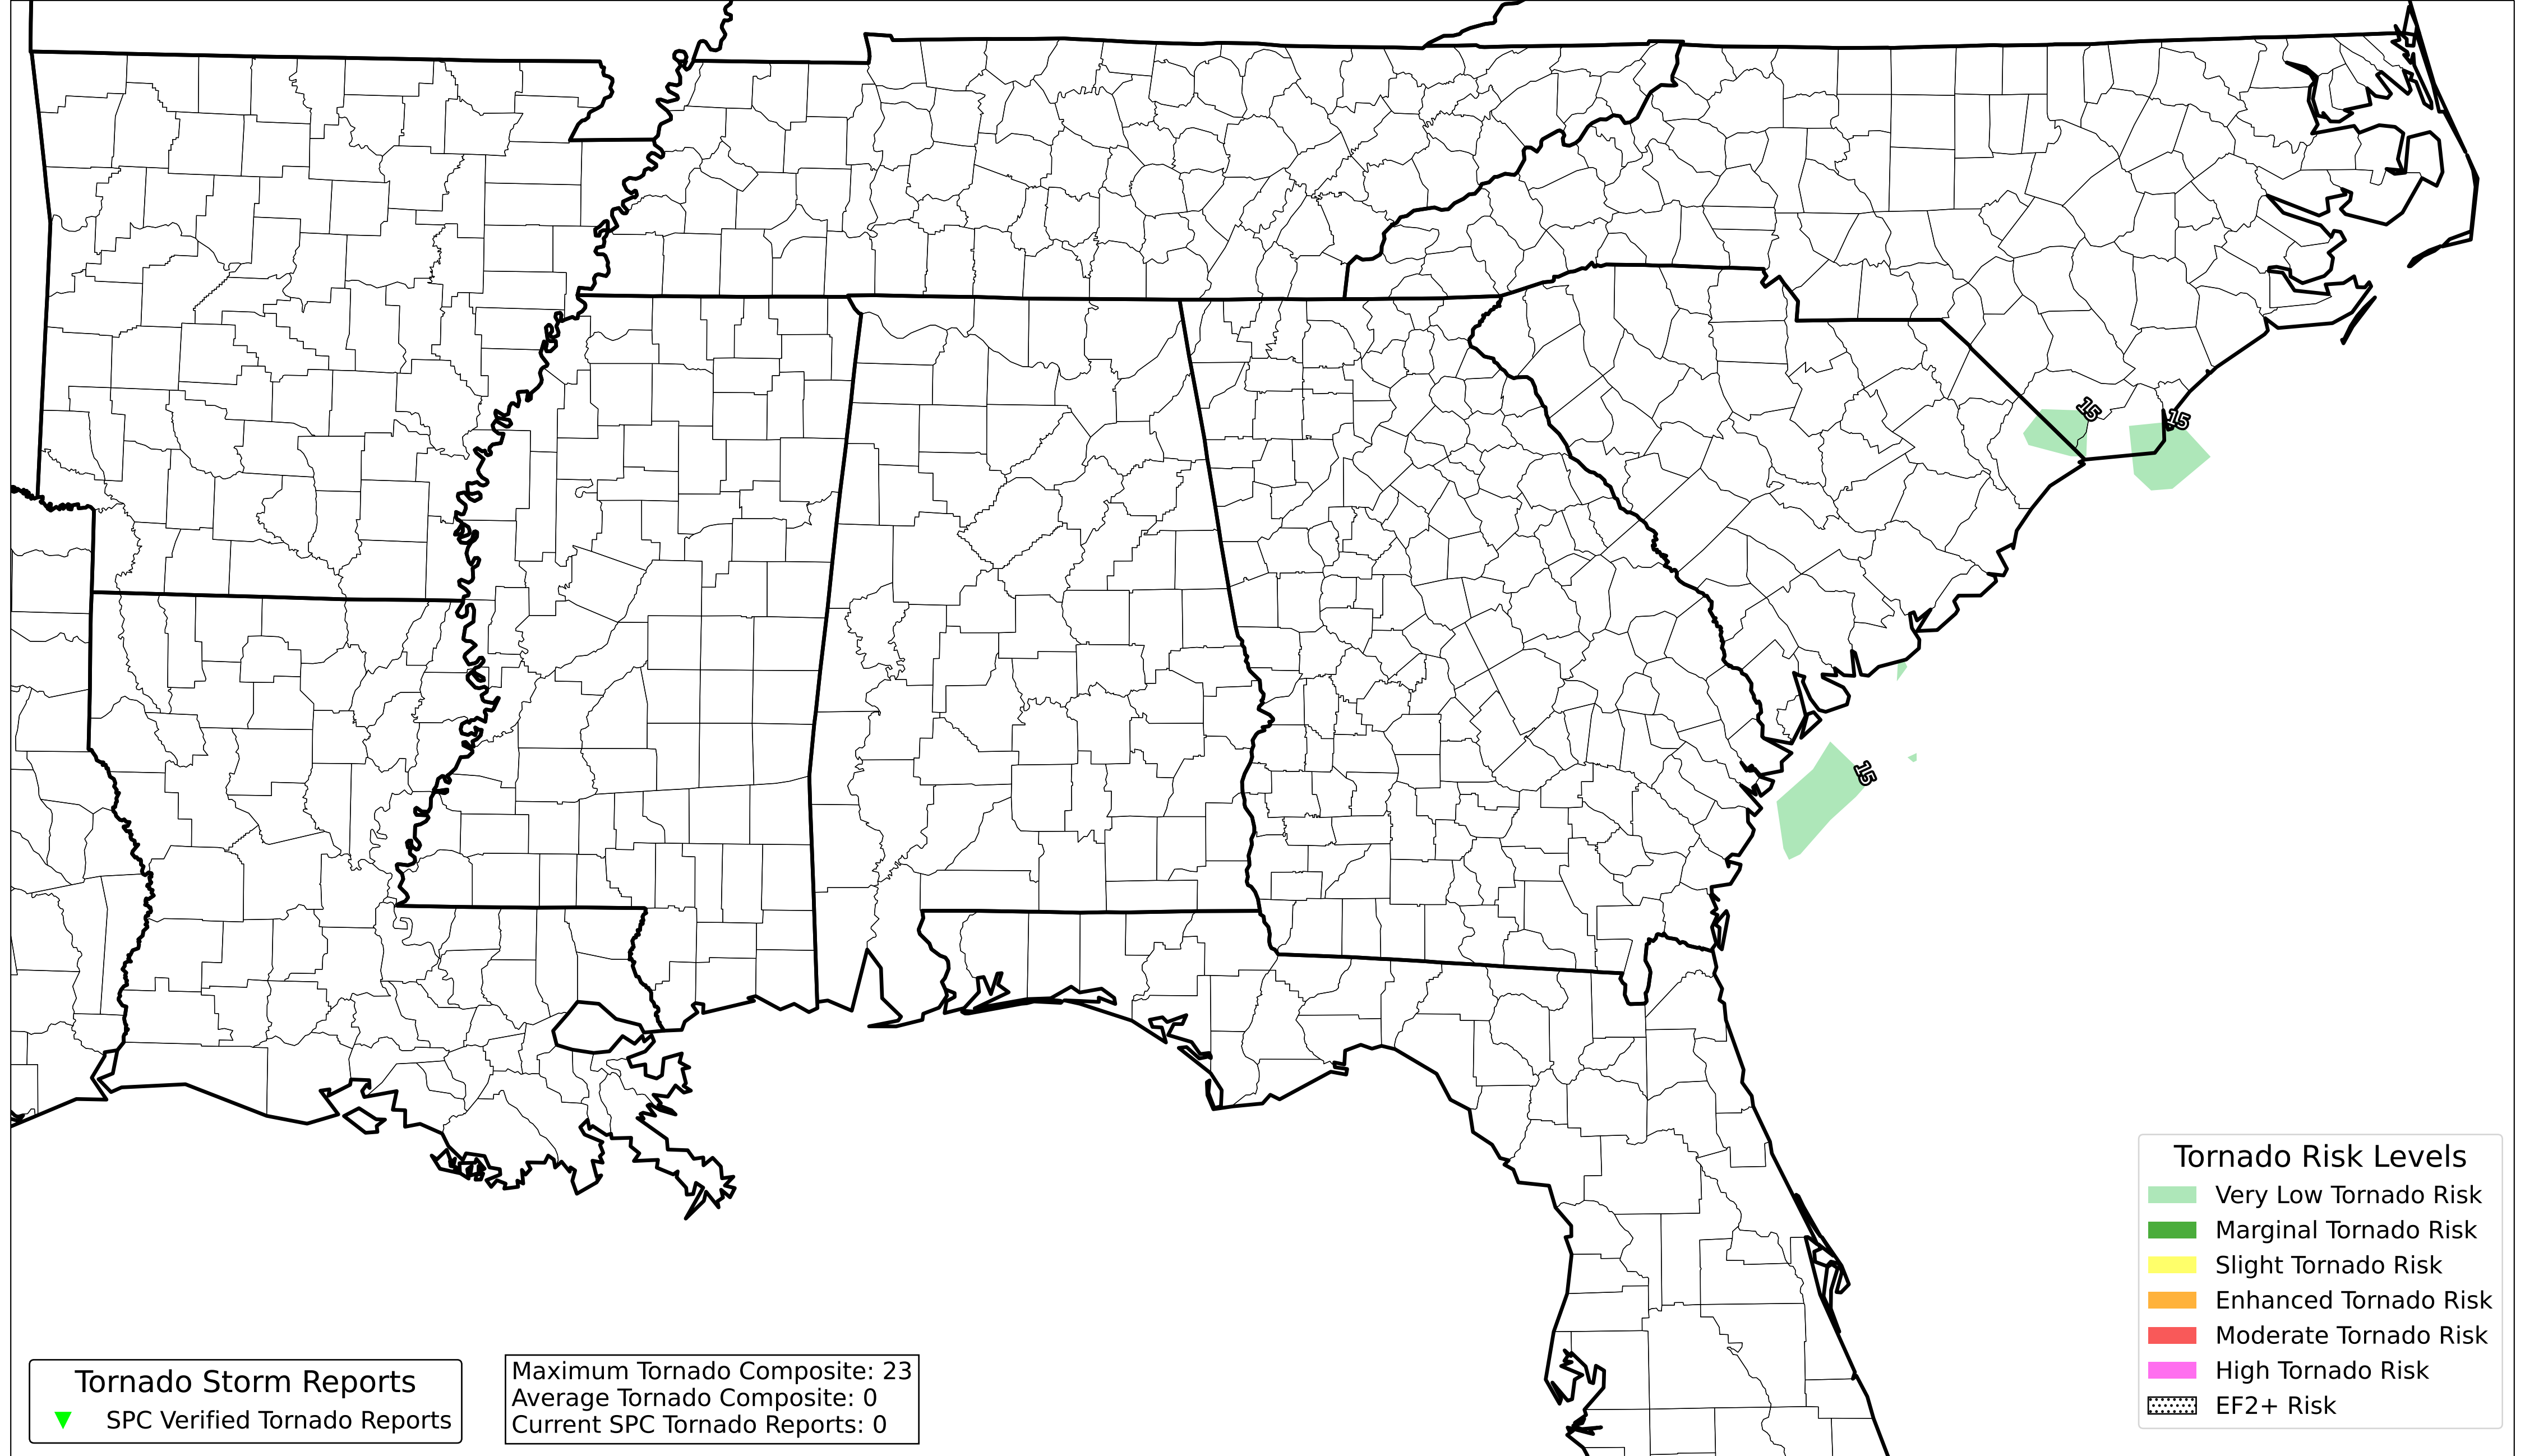 15
15
15
Tornado Risk Levels
Very Low Tornado Risk
Marginal Tornado Risk
Slight Tornado Risk
Enhanced Tornado Risk
Moderate Tornado Risk
High Tornado Risk
EF2+ Risk
Tornado Storm Reports
SPC Verified Tornado Reports
Maximum Tornado Composite: 23
Average Tornado Composite: 0
Current SPC Tornado Reports: 0